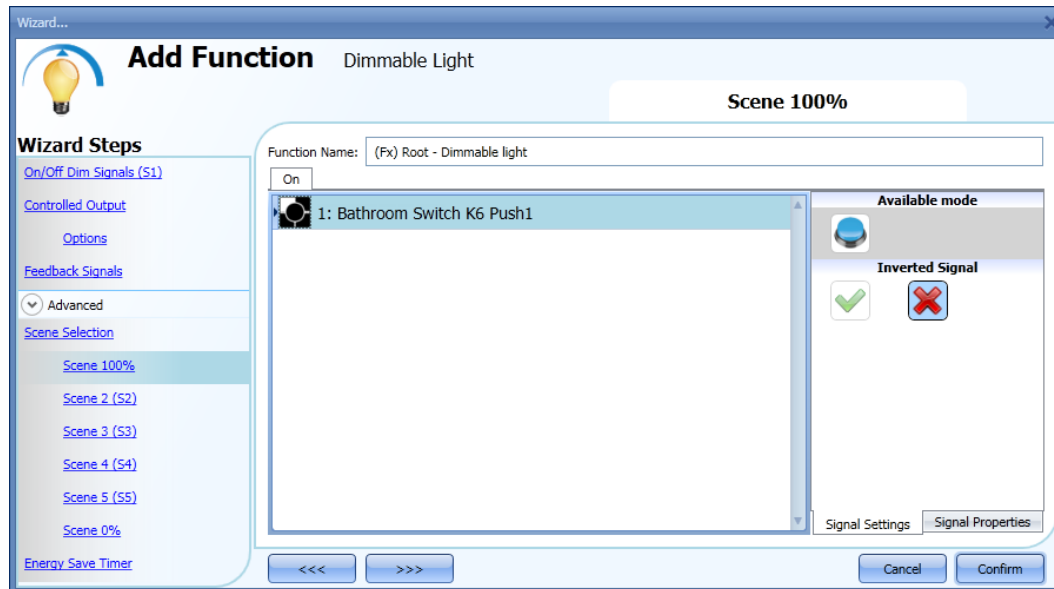 Wizard...
Add Function Dimmable Light
Scene 100%
Wizard Steps
On/Off Dim Signals (S1)
Controlled Output
Options
Feedback Signals
Advanced
Scene Selection
Scene 100%
Scene 2 (S2)
Scene 3 (S3)
Scene 4 (S4)
Scene 5 (S5)
Scene 0%
Energy Save Timer
Function Name: (Fx) Root - Dimmable light
On
1: Bathroom Switch K6 Push1
Available mode
Inverted Signal
Signal Settings Signal Properties
<<< >>> Cancel Confirm